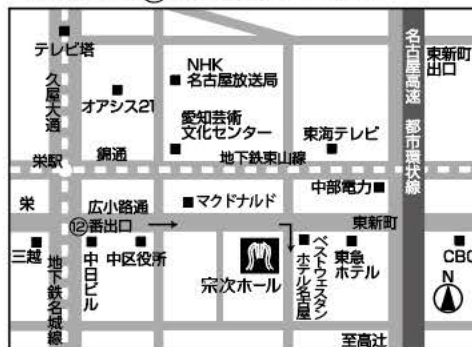 テレビ塔
久屋大通
オアシス21
NHK
名古屋放送局
愛知芸術
文化センター
東海テレビ
名古屋高速 都市環状線
東新町
出口
栄駅
錦通
地下鉄東山線
中部電力
栄
広小路通
マクドナルド
⑫番出口
東新町
三越
地下鉄名城線
中日ビル
中区役所
宗次ホール
ベストウェスタン
ホテル名古屋
東急
ホテル
CBC
N
至高辻